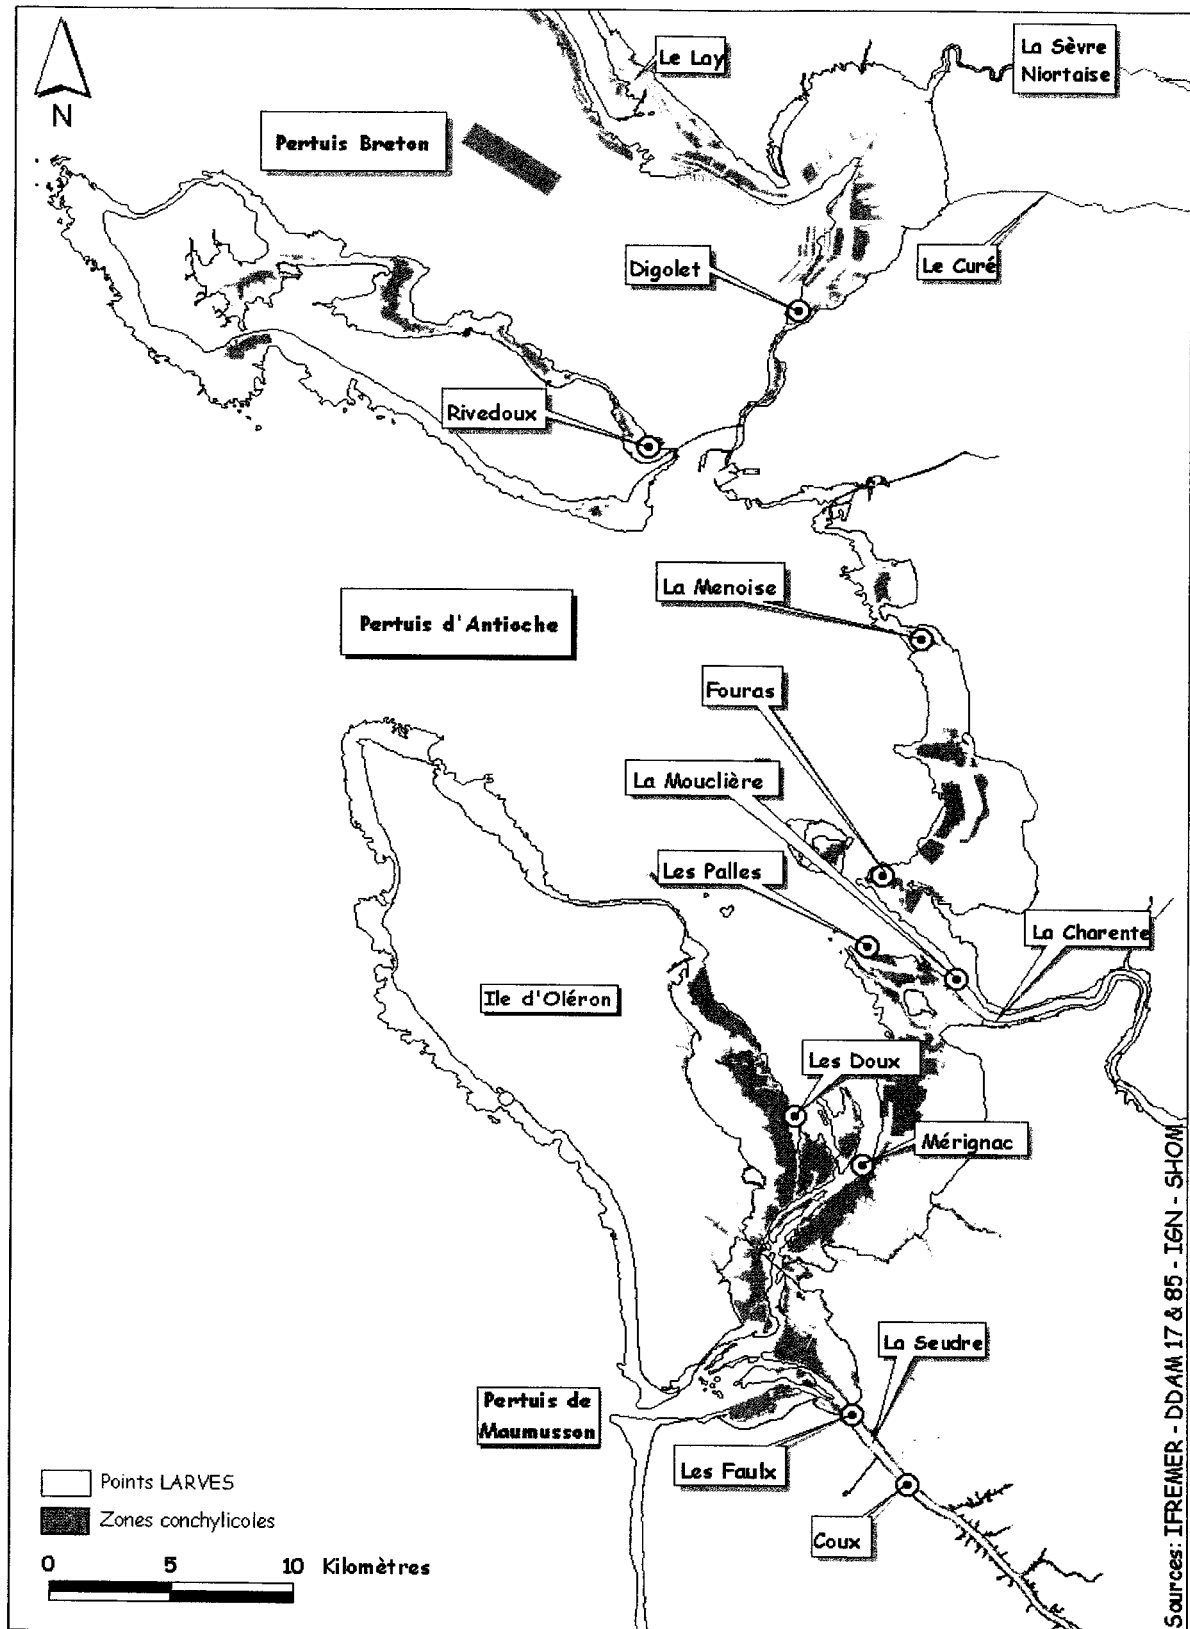 Le Lay
La Sèvre
Niortaise
N
Pertuis Breton
Digolet
Le Curé
Rivedoux
La Menoise
Pertuis d'Antioche
Fouras
La Mouclière
Les Palles
La Charente
Ile d'Oléron
Les Doux
Mérignac
La Seudre
Pertuis de
Maumusson
Les Faulx
Coux
Points LARVES
Zones conchylicoles
0 5 10 Kilomètres
Sources: IFREMER - DDAM 17 & 85 - IGN - SHOM